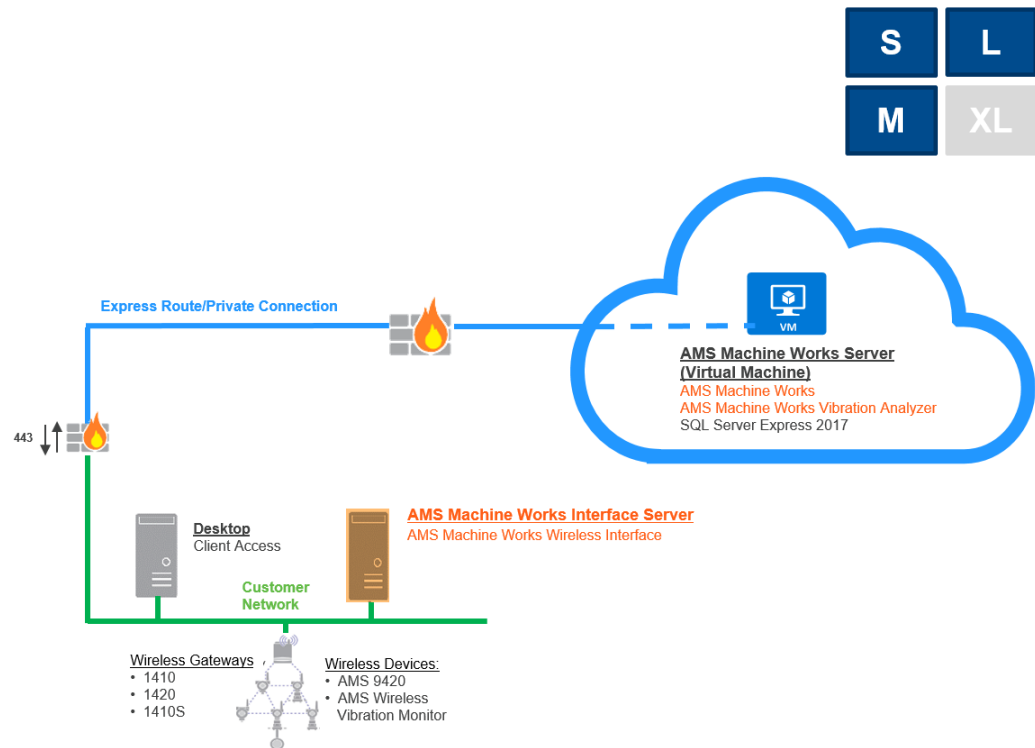 S
L
M
XL
Express Route/Private Connection
VM
AMS Machine Works Server
(Virtual Machine)
AMS Machine Works
AMS Machine Works Vibration Analyzer
SQL Server Express 2017
443
Desktop
Client Access
AMS Machine Works Interface Server
AMS Machine Works Wireless Interface
Customer
Network
Wireless Gateways
• 1410
• 1420
• 1410S
Wireless Devices:
• AMS 9420
• AMS Wireless
Vibration Monitor